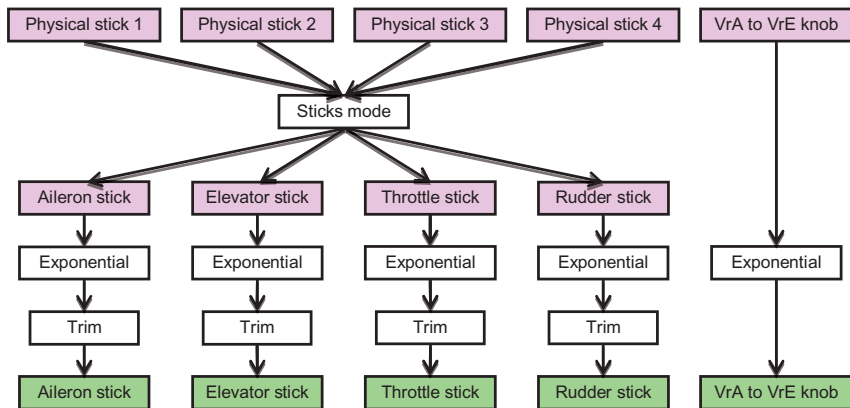 Physical stick 1
Physical stick 2
Physical stick 3
Physical stick 4
VrA to VrE knob
Sticks mode
Aileron stick
Elevator stick
Throttle stick
Rudder stick
Exponential
Exponential
Exponential
Exponential
Exponential
Trim
Trim
Trim
Trim
Aileron stick
Elevator stick
Throttle stick
Rudder stick
VrA to VrE knob